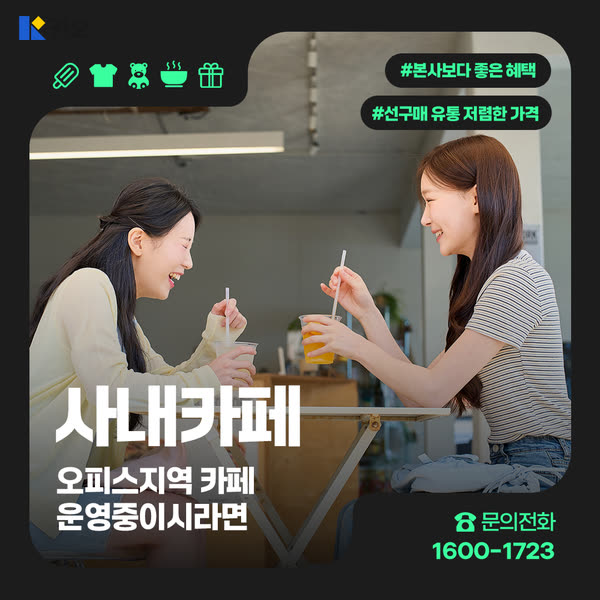 #본사보다 좋은 혜택
#선구매 유통 저렴한 가격
사내카페
오피스지역 카페
운영중이시라면
☎ 문의전화
1600-1723